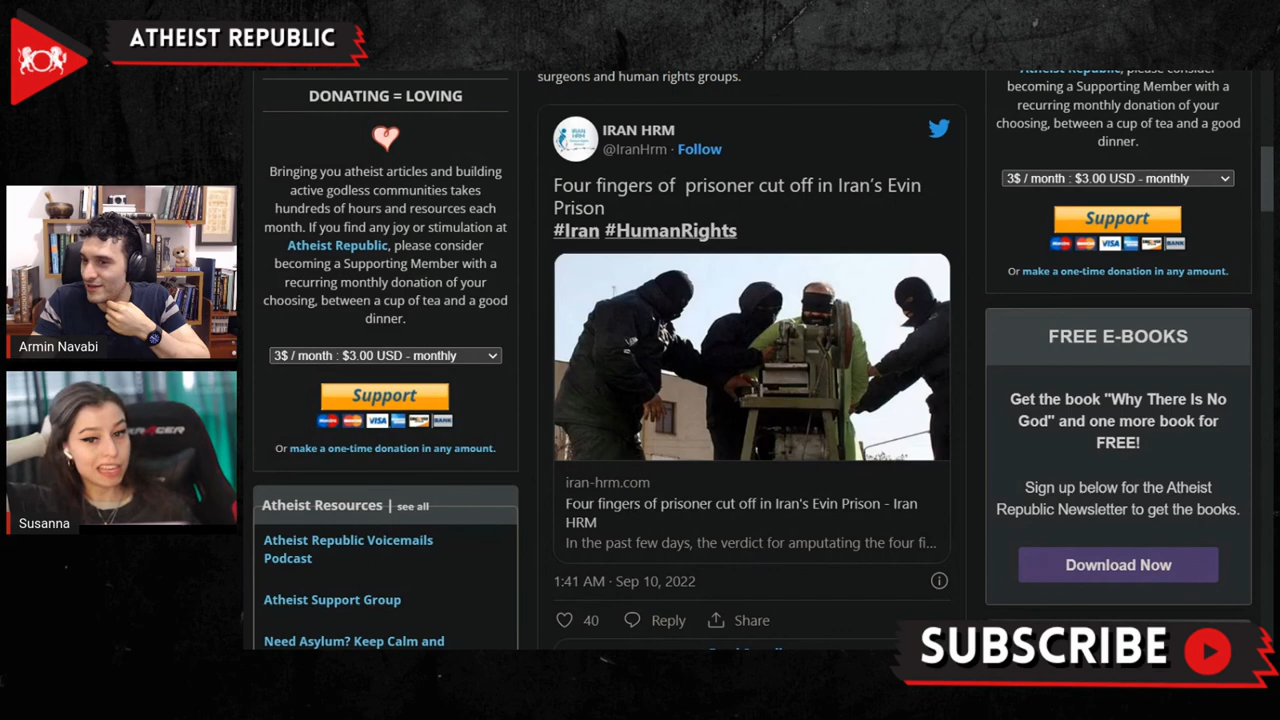 ATHEIST REPUBLIC
DONATING = LOVING
Bringing you atheist articles and building
active godless communities takes
hundreds of hours and resources each
month. If you find any joy or stimulation at
Atheist Republic, please consider
becoming a Supporting Member with a
recurring monthly donation of your
choosing, between a cup of tea and a good
dinner.
3$ / month : $3.00 USD - monthly
Support
VISA
BANK
Or make a one-time donation in any amount.
Atheist Resources | see all
Atheist Republic Voicemails
Podcast
Atheist Support Group
Need Asylum? Keep Calm and
surgeons and human rights groups.
IRAN HRM
@IranHrm · Follow
Four fingers of prisoner cut off in Iran's Evin
Prison
#Iran #HumanRights
iran-hrm.com
Four fingers of prisoner cut off in Iran's Evin Prison - Iran
HRM
In the past few days, the verdict for amputating the four fi...
1:41 AM · Sep 10, 2022
40 Reply Share
Atheist Republic, please consider
becoming a Supporting Member with a
recurring monthly donation of your
choosing, between a cup of tea and a good
dinner.
3$ / month : $3.00 USD - monthly
Support
VISA
BANK
Or make a one-time donation in any amount.
FREE E-BOOKS
Get the book "Why There Is No
God" and one more book for
FREE!
Sign up below for the Atheist
Republic Newsletter to get the books.
Download Now
Armin Navabi
Susanna
SUBSCRIBE